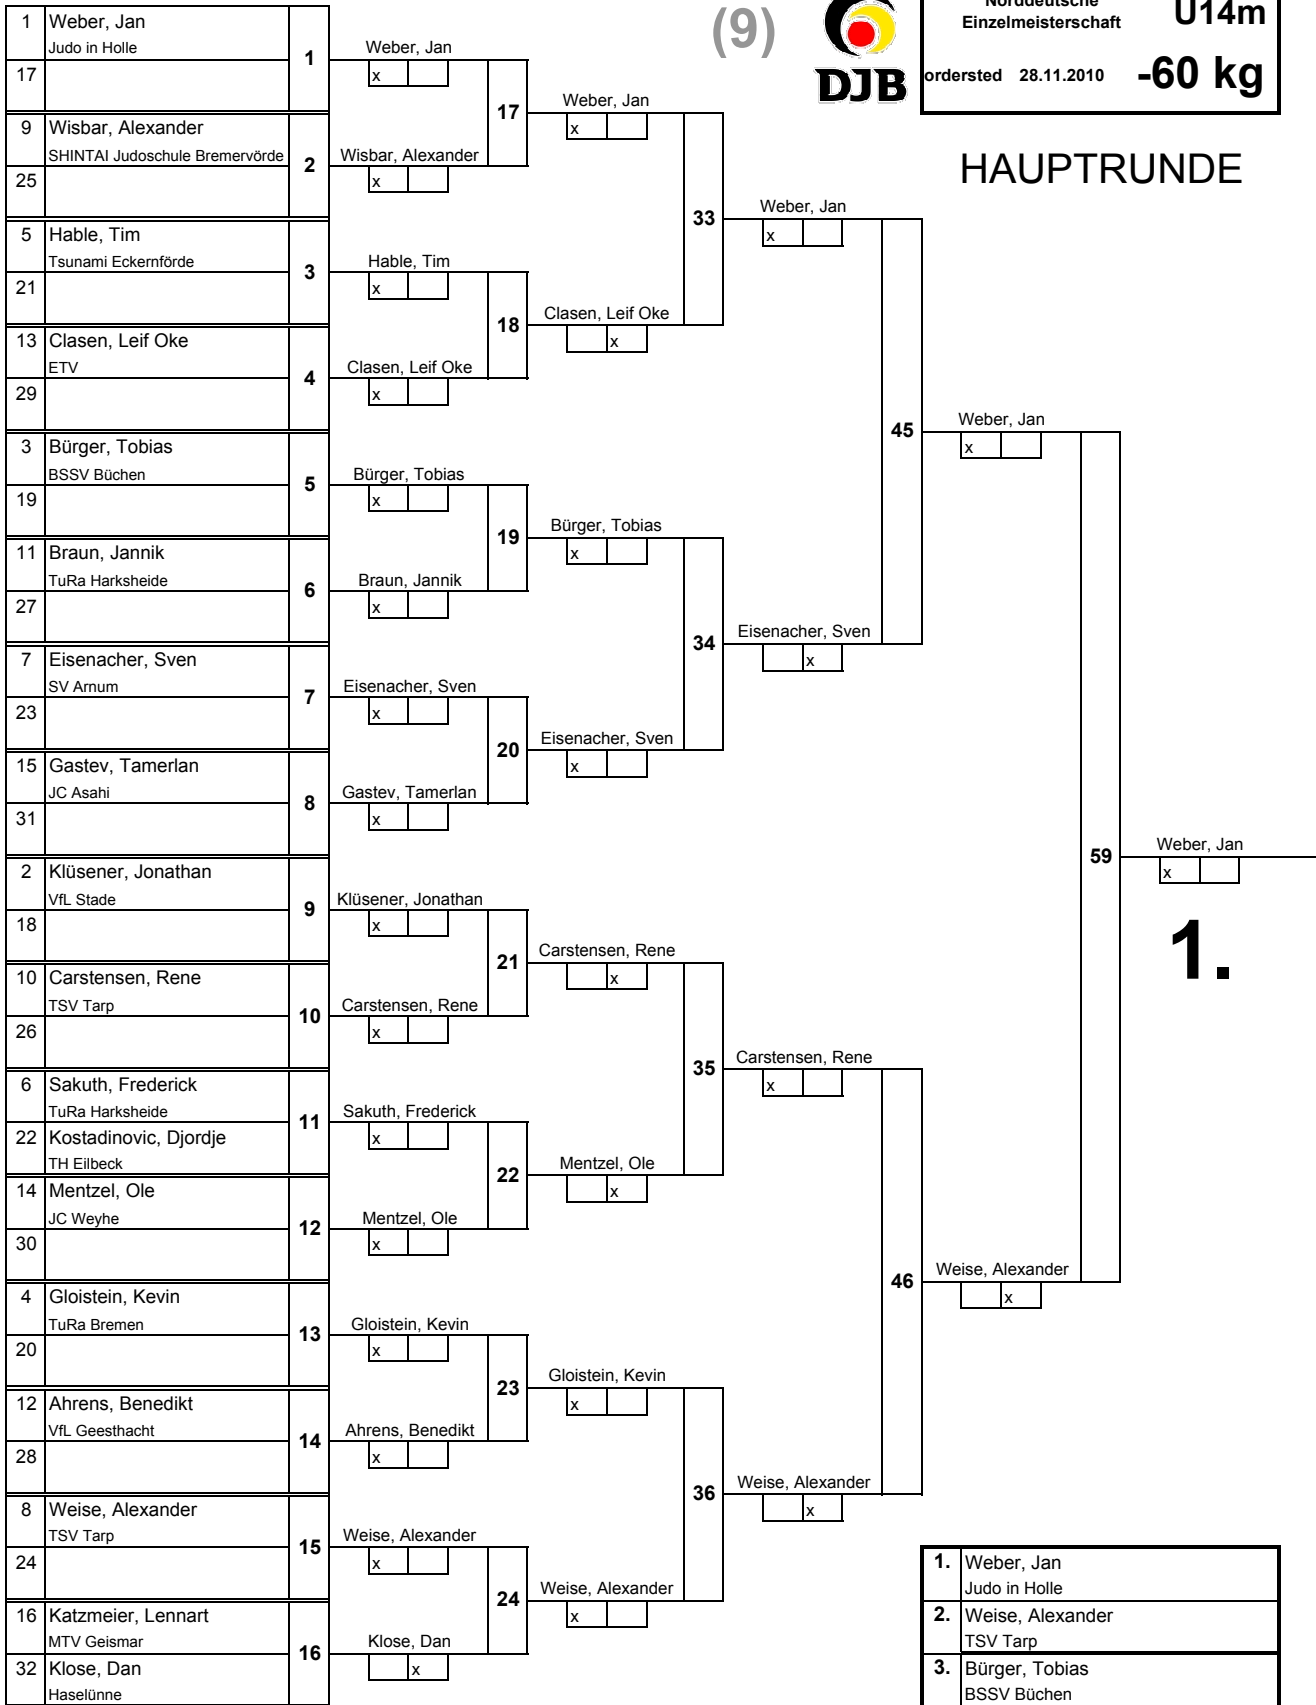 (9)
DJB
Norddeutsche
Einzelmeisterschaft
U14m
ordersted 28.11.2010
-60 kg
HAUPTRUNDE
1 Weber, Jan
Judo in Holle
17
1
9 Wisbar, Alexander
SHINTAI Judoschule Bremervörde
25
2
5 Hable, Tim
Tsunami Eckernförde
21
3
13 Clasen, Leif Oke
ETV
29
4
3 Bürger, Tobias
BSSV Büchen
19
5
11 Braun, Jannik
TuRa Harksheide
27
6
7 Eisenacher, Sven
SV Arnum
23
7
15 Gastev, Tamerlan
JC Asahi
31
8
2 Klüsener, Jonathan
VfL Stade
18
9
10 Carstensen, Rene
TSV Tarp
26
10
6 Sakuth, Frederick
TuRa Harksheide
22 Kostadinovic, Djordje
TH Eilbeck
11
14 Mentzel, Ole
JC Weyhe
30
12
4 Gloistein, Kevin
TuRa Bremen
20
13
12 Ahrens, Benedikt
VfL Geesthacht
28
14
8 Weise, Alexander
TSV Tarp
24
15
16 Katzmeier, Lennart
MTV Geismar
32 Klose, Dan
Haselünne
16
Weber, Jan
x
17
Wisbar, Alexander
x
Hable, Tim
x
18
Clasen, Leif Oke
x
Bürger, Tobias
x
19
Braun, Jannik
x
Eisenacher, Sven
x
20
Gastev, Tamerlan
x
Klüsener, Jonathan
x
21
Carstensen, Rene
x
Sakuth, Frederick
x
22
Mentzel, Ole
x
Gloistein, Kevin
x
23
Ahrens, Benedikt
x
Weise, Alexander
x
24
Klose, Dan
x
Weber, Jan
x
33
Clasen, Leif Oke
x
Bürger, Tobias
x
34
Eisenacher, Sven
x
Carstensen, Rene
x
35
Mentzel, Ole
x
Gloistein, Kevin
x
36
Weise, Alexander
x
Weber, Jan
x
45
Eisenacher, Sven
x
Carstensen, Rene
x
46
Weise, Alexander
x
Weber, Jan
x
59
Weise, Alexander
x
Weber, Jan
x
1.
1. Weber, Jan
Judo in Holle
2. Weise, Alexander
TSV Tarp
3. Bürger, Tobias
BSSV Büchen